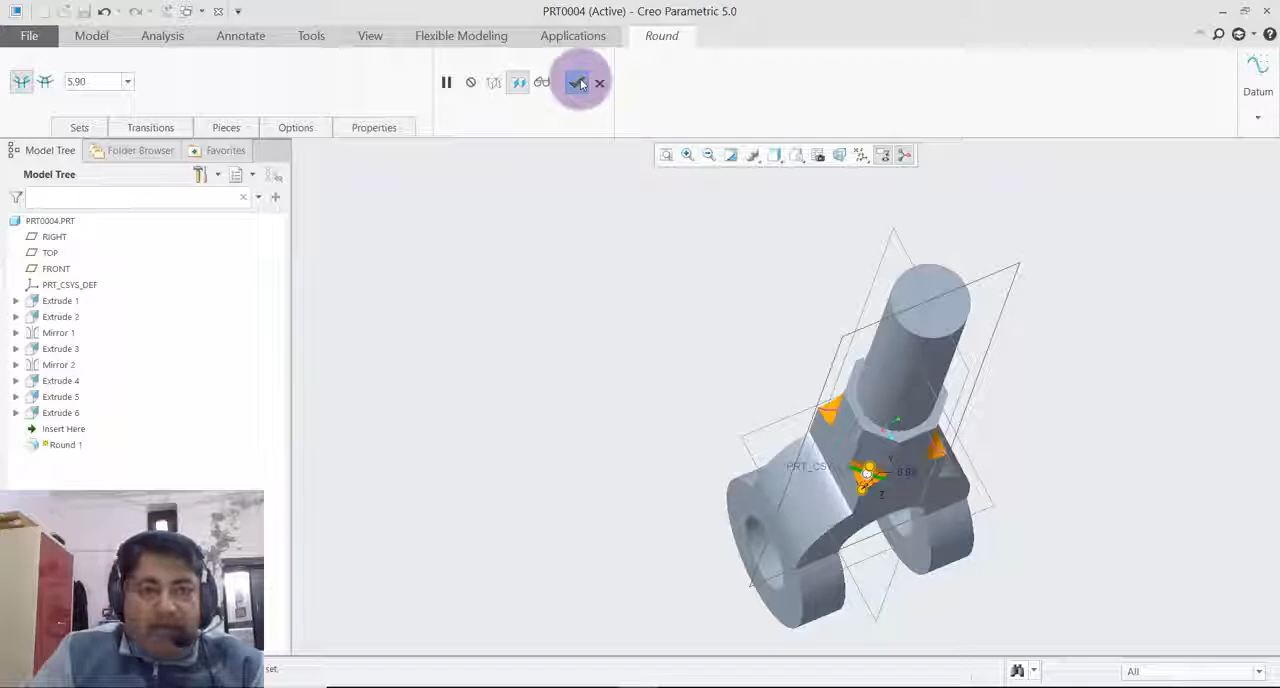 PRT0004 (Active) - Creo Parametric 5.0
File Model Analysis Annotate Tools View Flexible Modeling Applications Round
5.90
Datum
Sets Transitions Pieces Options Properties
Model Tree Folder Browser Favorites
Model Tree
PRT0004.PRT
RIGHT
TOP
FRONT
PRT_CSYS_DEF
Extrude 1
Extrude 2
Mirror 1
Extrude 3
Mirror 2
Extrude 4
Extrude 5
Extrude 6
Insert Here
Round 1
Y
PRT_CSY
Z
set.
All